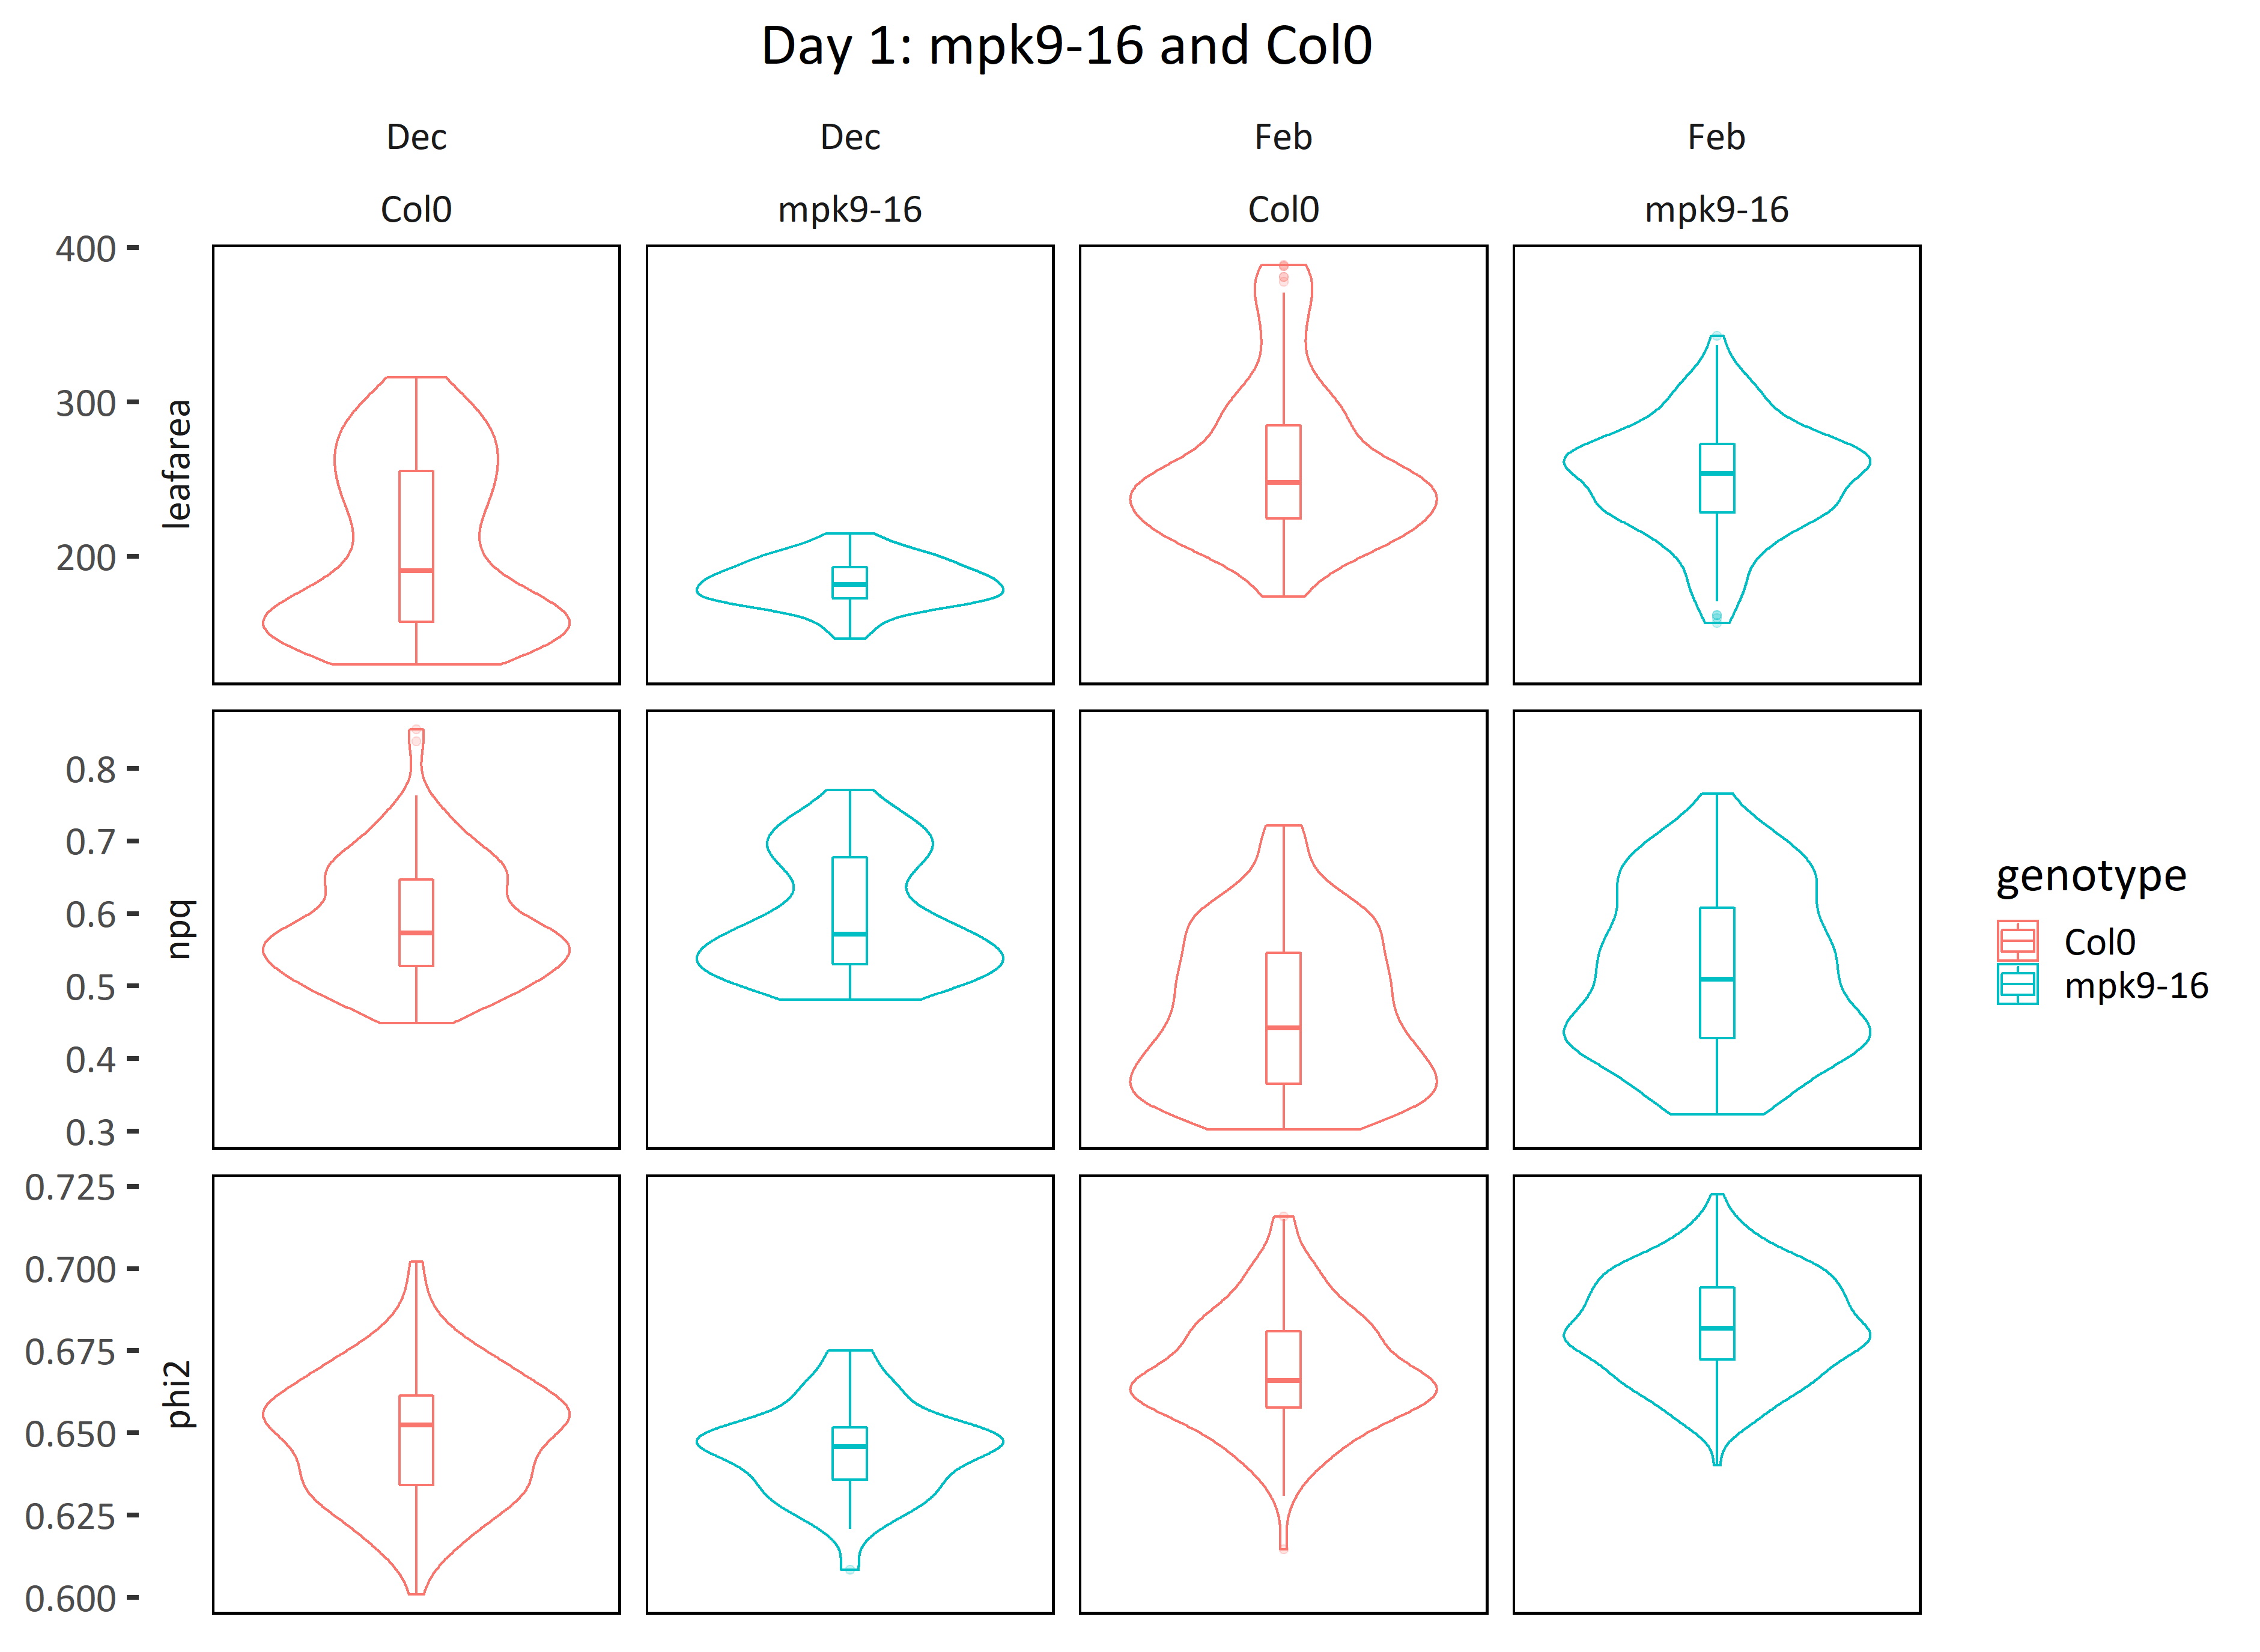 Day 1: mpk9-16 and Col0
Dec
Dec
Feb
Feb
Col0
mpk9-16
Col0
mpk9-16
400
300
200
leafarea
0.8
0.7
0.6
0.5
0.4
0.3
npq
0.725
0.700
0.675
0.650
0.625
0.600
phi2
genotype
Col0
mpk9-16